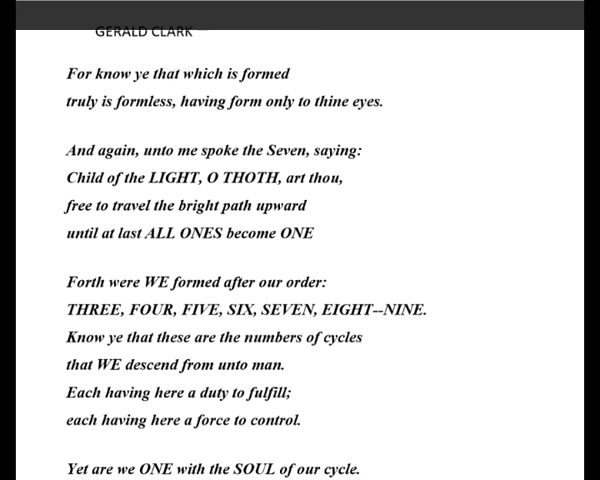 GERALD CLARK
For know ye that which is formed
truly is formless, having form only to thine eyes.
And again, unto me spoke the Seven, saying:
Child of the LIGHT, O THOTH, art thou,
free to travel the bright path upward
until at last ALL ONES become ONE
Forth were WE formed after our order:
THREE, FOUR, FIVE, SIX, SEVEN, EIGHT--NINE.
Know ye that these are the numbers of cycles
that WE descend from unto man.
Each having here a duty to fulfill;
each having here a force to control.
Yet are we ONE with the SOUL of our cycle.